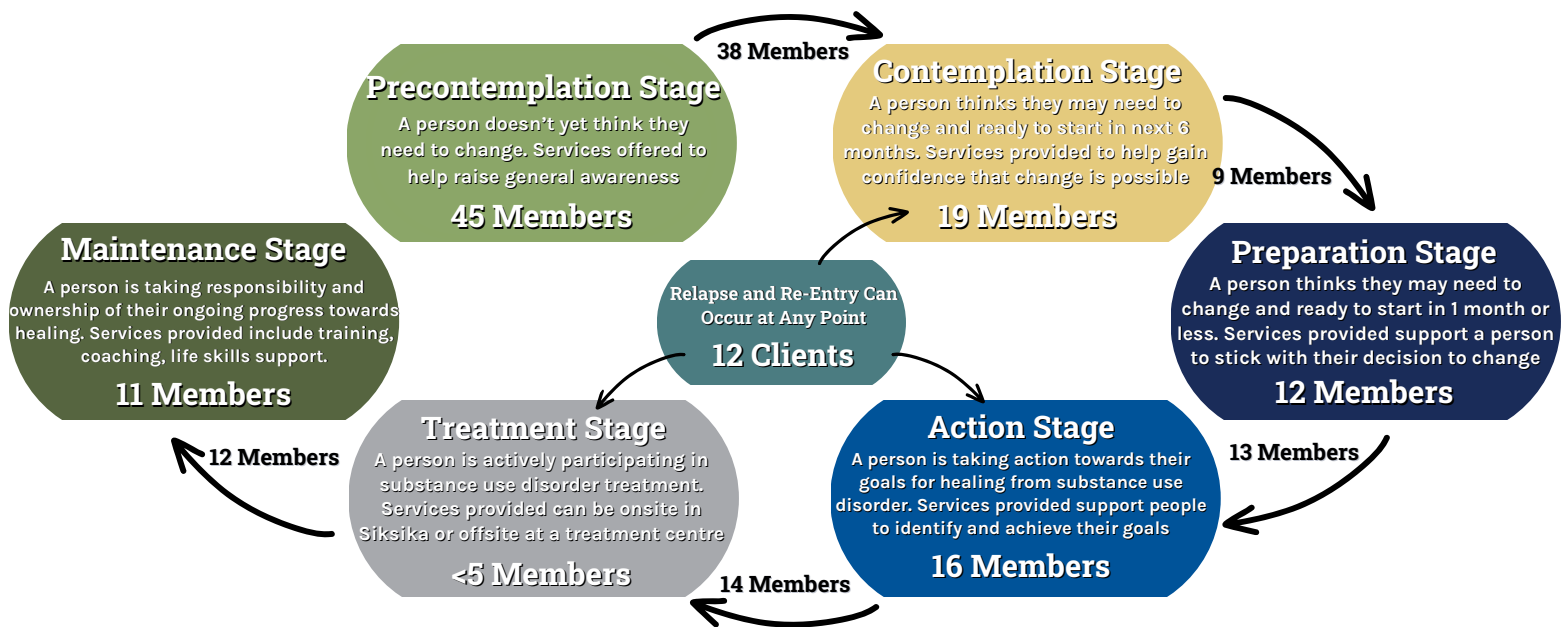 38 Members
Precontemplation Stage
A person doesn’t yet think they
need to change. Services offered to
help raise general awareness
45 Members
Contemplation Stage
A person thinks they may need to
change and ready to start in next 6
months. Services provided to help gain
confidence that change is possible
19 Members
9 Members
Maintenance Stage
A person is taking responsibility and
ownership of their ongoing progress towards
healing. Services provided include training,
coaching, life skills support.
11 Members
Relapse and Re-Entry Can
Occur at Any Point
12 Clients
Preparation Stage
A person thinks they may need to
change and ready to start in 1 month or
less. Services provided support a person
to stick with their decision to change
12 Members
12 Members
Treatment Stage
A person is actively participating in
substance use disorder treatment.
Services provided can be onsite in
Siksika or offsite at a treatment centre
<5 Members
14 Members
Action Stage
A person is taking action towards their
goals for healing from substance use
disorder. Services provided support people
to identify and achieve their goals
16 Members
13 Members